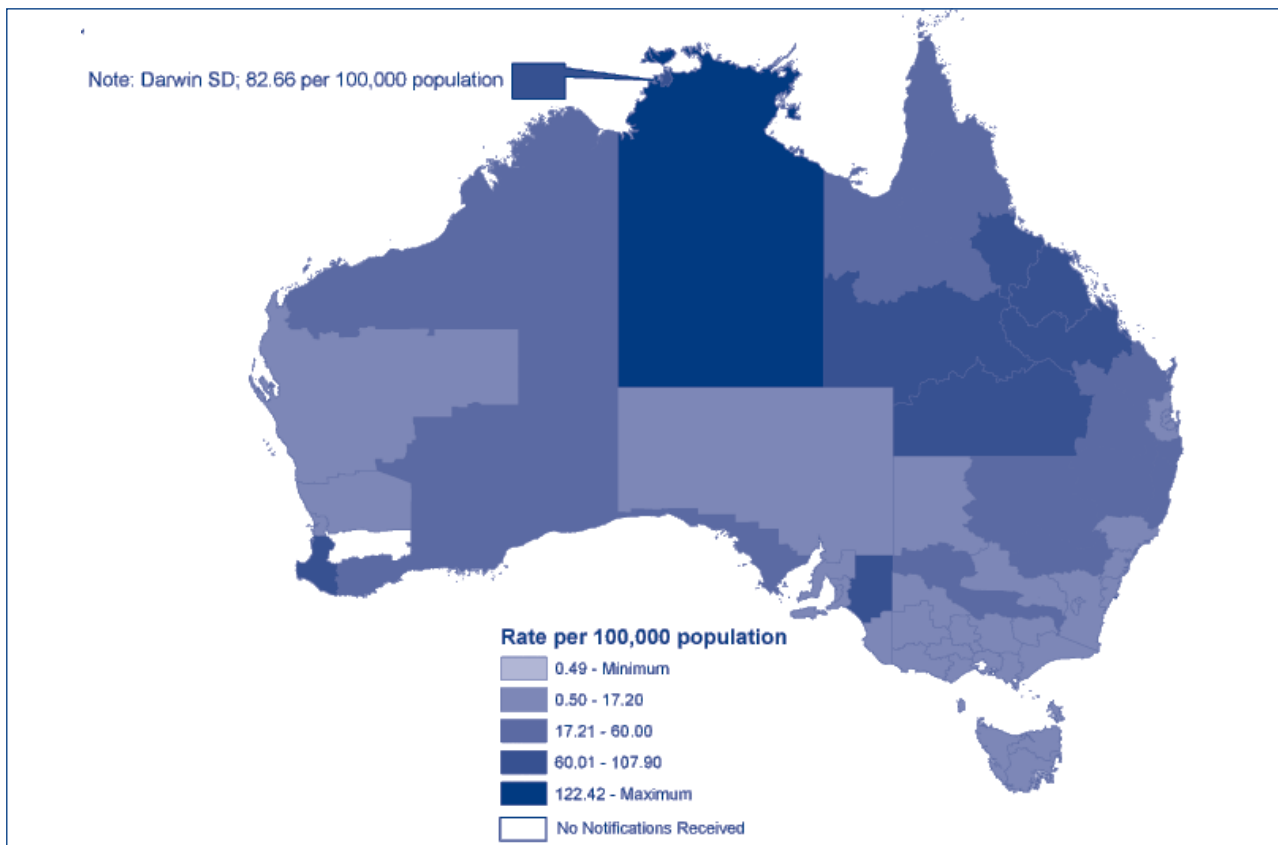 Note: Darwin SD; 82.66 per 100,000 population
Rate per 100,000 population
0.49 - Minimum
0.50 - 17.20
17.21 - 60.00
60.01 - 107.90
122.42 - Maximum
No Notifications Received